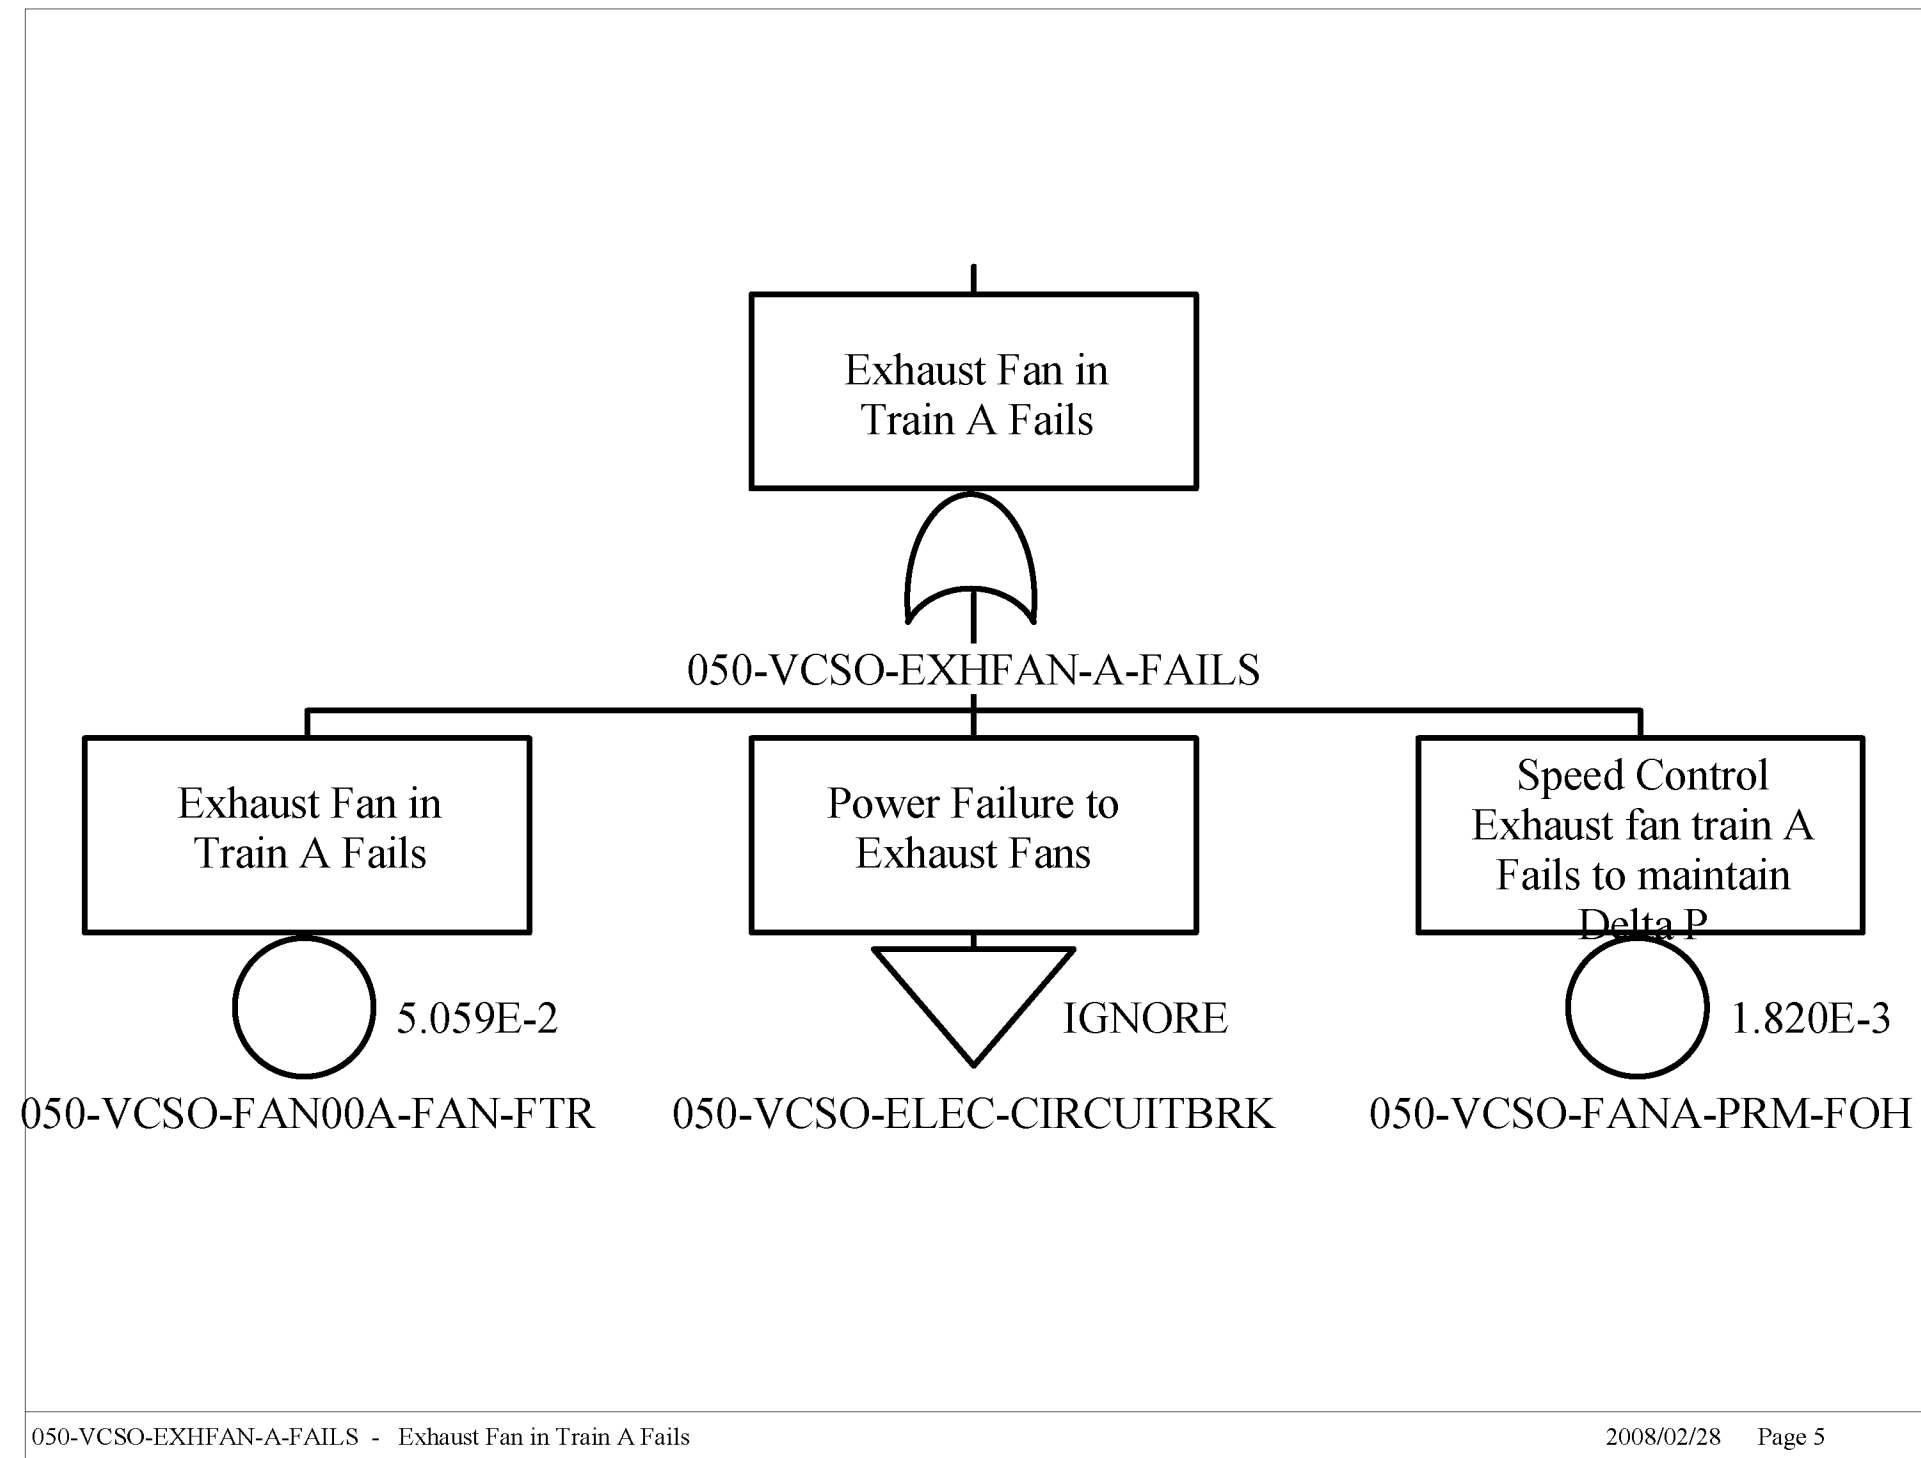 Exhaust Fan in
Train A Fails
050-VCSO-EXHFAN-A-FAILS
Exhaust Fan in
Train A Fails
5.059E-2
050-VCSO-FAN00A-FAN-FTR
Power Failure to
Exhaust Fans
IGNORE
050-VCSO-ELEC-CIRCUITBRK
Speed Control
Exhaust fan train A
Fails to maintain
Delta P
1.820E-3
050-VCSO-FANA-PRM-FOH
050-VCSO-EXHFAN-A-FAILS - Exhaust Fan in Train A Fails
2008/02/28 Page 5